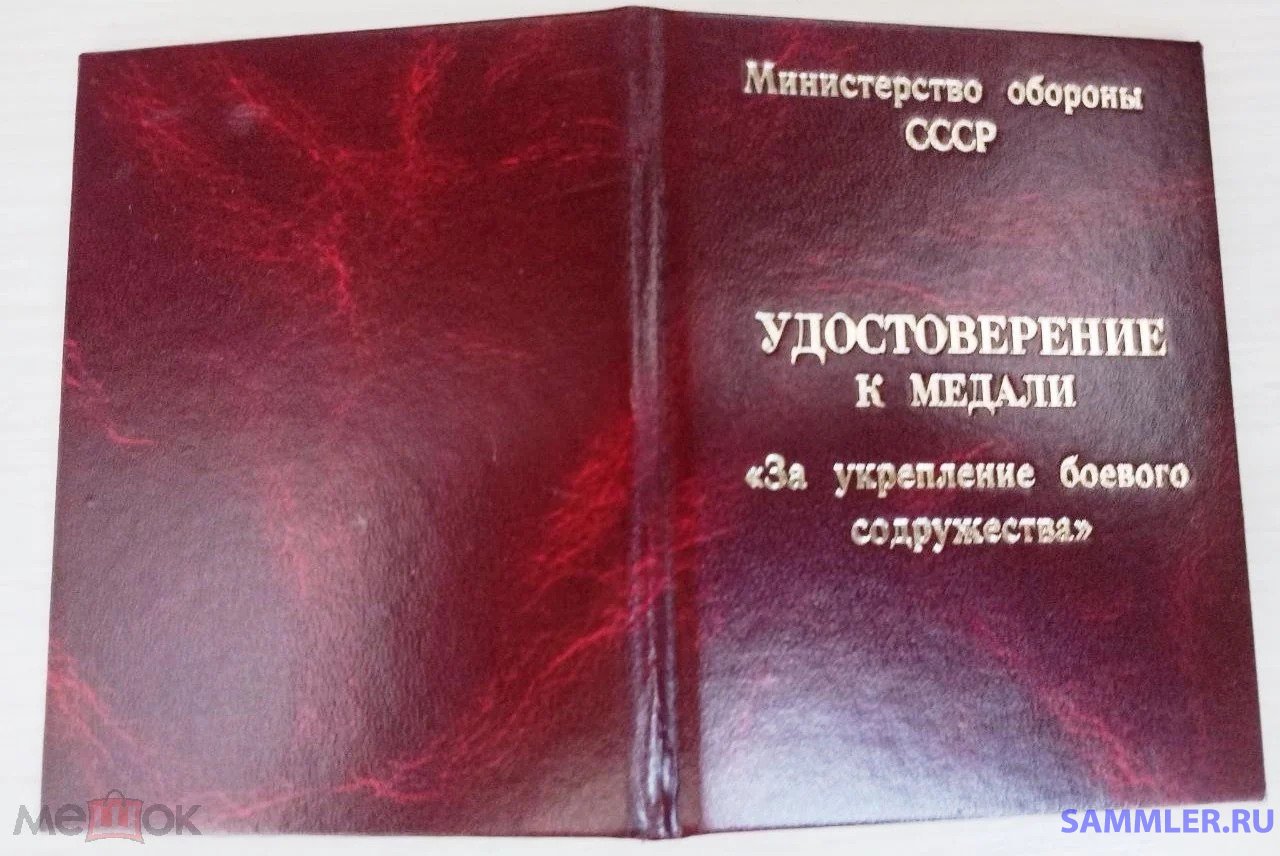 Министерство обороны
СССР
УДОСТОВЕРЕНИЕ
К МЕДАЛИ
«За укрепление боевого
содружества»
мешок
SAMMLER.RU